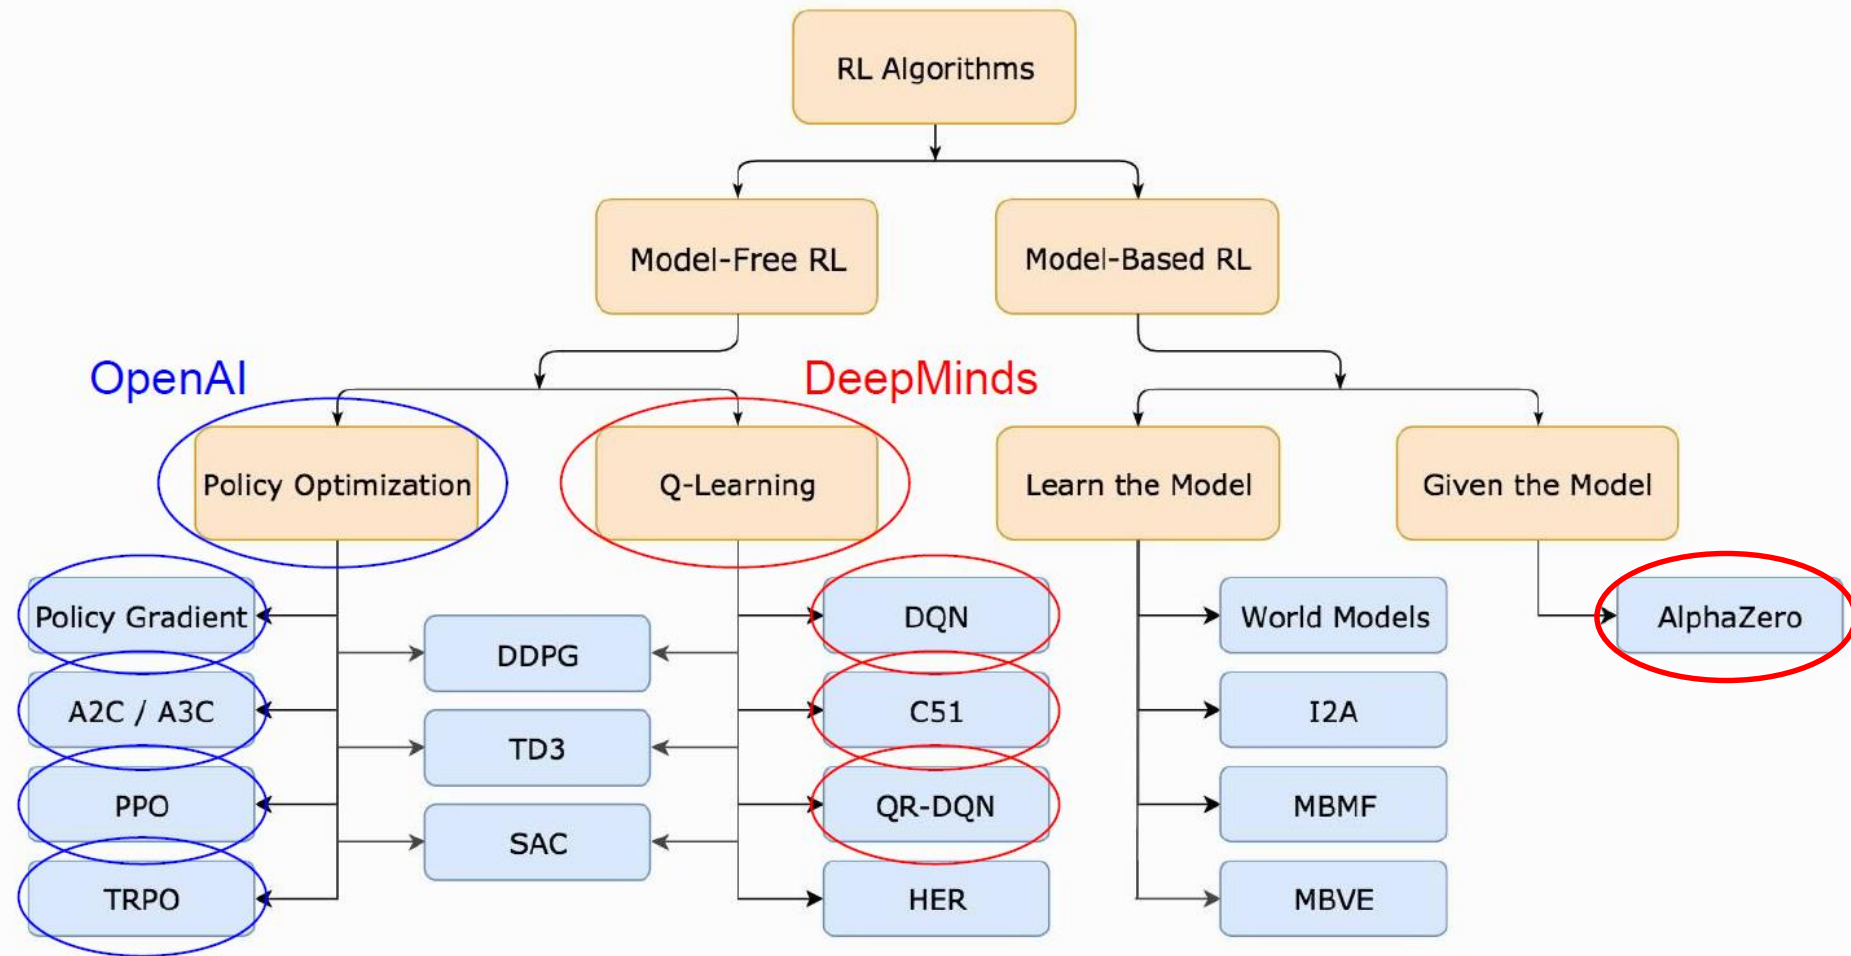 RL Algorithms
Model-Free RL
Model-Based RL
OpenAI
DeepMinds
Policy Optimization
Q-Learning
Learn the Model
Given the Model
Policy Gradient
DQN
World Models
AlphaZero
DDPG
A2C / A3C
C51
I2A
TD3
PPO
QR-DQN
MBMF
SAC
TRPO
HER
MBVE